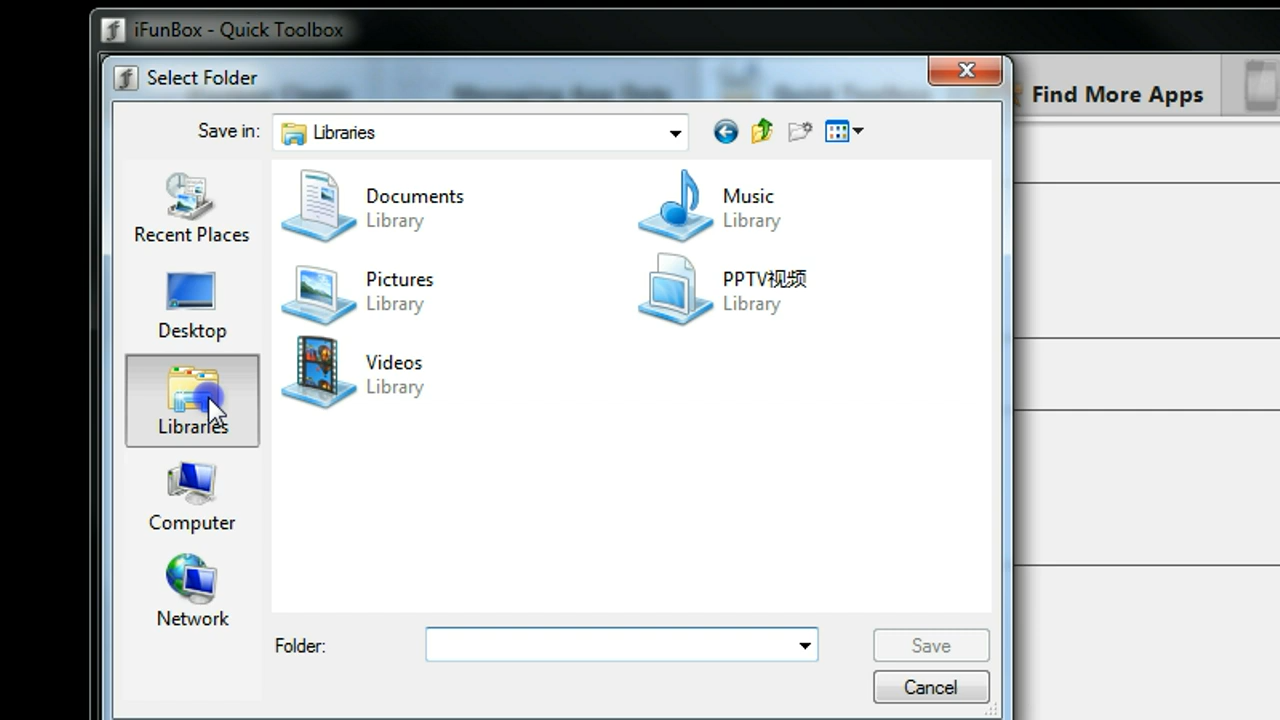 iFunBox - Quick Toolbox
Select Folder
Find More Apps
Save in:
Libraries
Recent Places
Desktop
Libraries
Computer
Network
Documents
Library
Music
Library
Pictures
Library
PPTV视频
Library
Videos
Library
Folder:
Save
Cancel